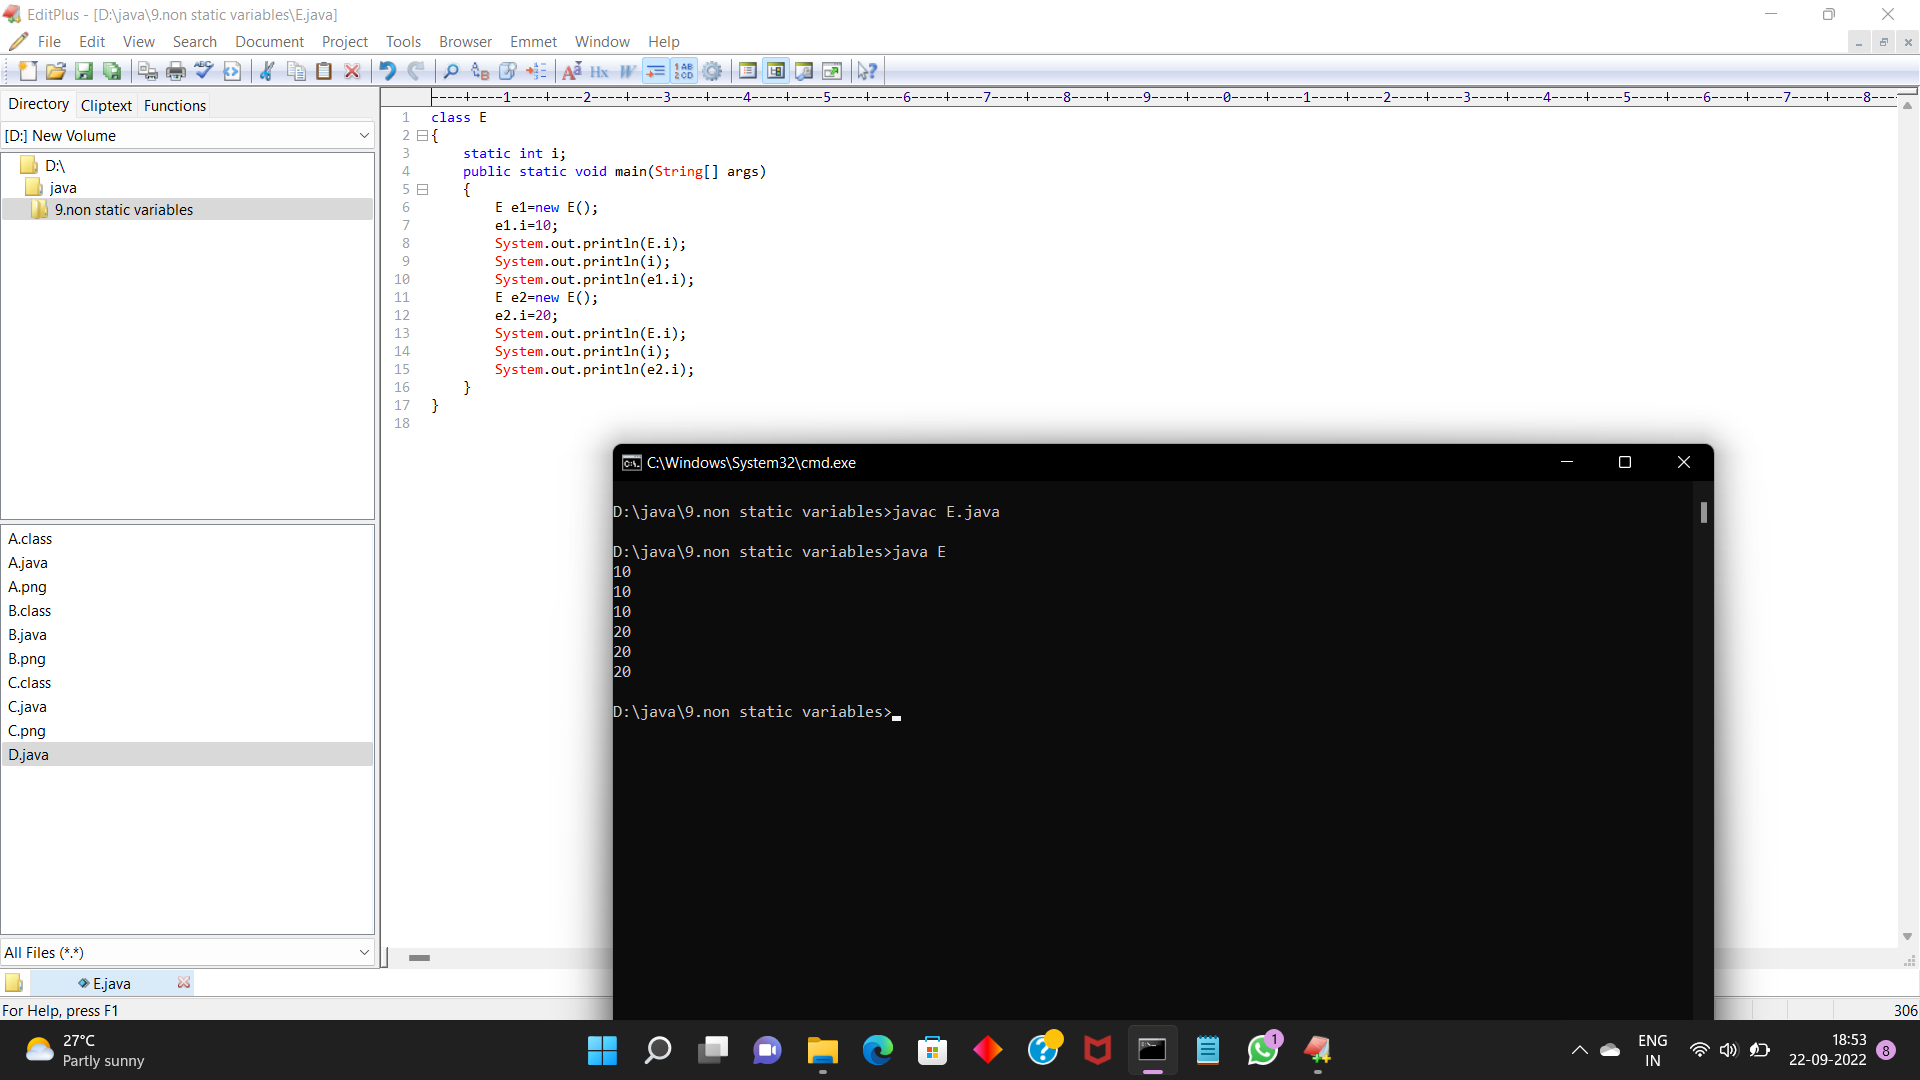 EditPlus - [D:\java\9.non static variables\E.java]
File Edit View Search Document Project Tools Browser Emmet Window Help
Directory Cliptext Functions
[D:] New Volume
D:\
java
9.non static variables
A.class
A.java
A.png
B.class
B.java
B.png
C.class
C.java
C.png
D.java
All Files (*.*)
----+----1----+----2----+----3----+----4----+----5----+----6----+----7----+----8----+----9----+----0----+----1----+----2----+----3----+----4----+----5----+----6----+----7----+----8---
1 class E
2 {
3 static int i;
4 public static void main(String[] args)
5 {
6 E e1=new E();
7 e1.i=10;
8 System.out.println(E.i);
9 System.out.println(i);
10 System.out.println(e1.i);
11 E e2=new E();
12 e2.i=20;
13 System.out.println(E.i);
14 System.out.println(i);
15 System.out.println(e2.i);
16 }
17 }
18
C:\Windows\System32\cmd.exe
D:\java\9.non static variables>javac E.java
D:\java\9.non static variables>java E
10
10
10
20
20
20
D:\java\9.non static variables>
E.java
For Help, press F1
306
27°C
Partly sunny
1
ENG
IN
18:53
22-09-2022
8